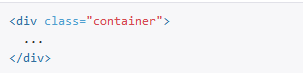 <div class="container">
...
</div>